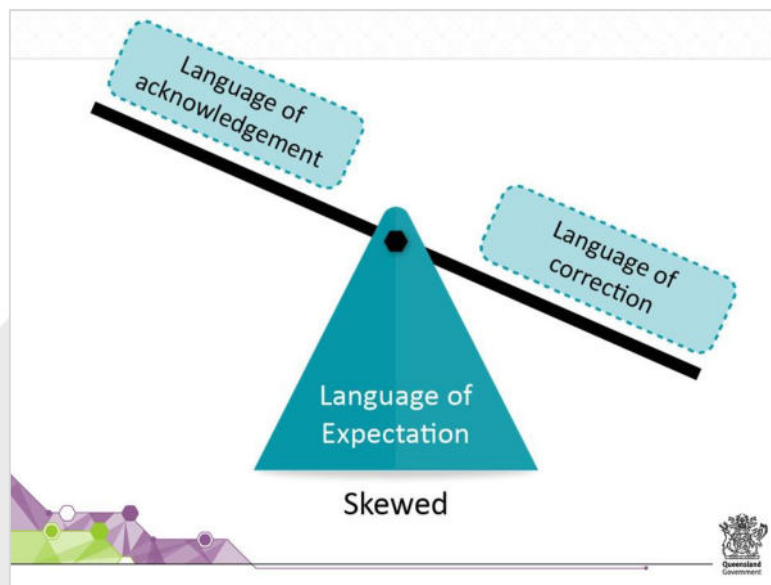 Language of
acknowledgement
Language of
correction
Language of
Expectation
Skewed
Queensland
Government